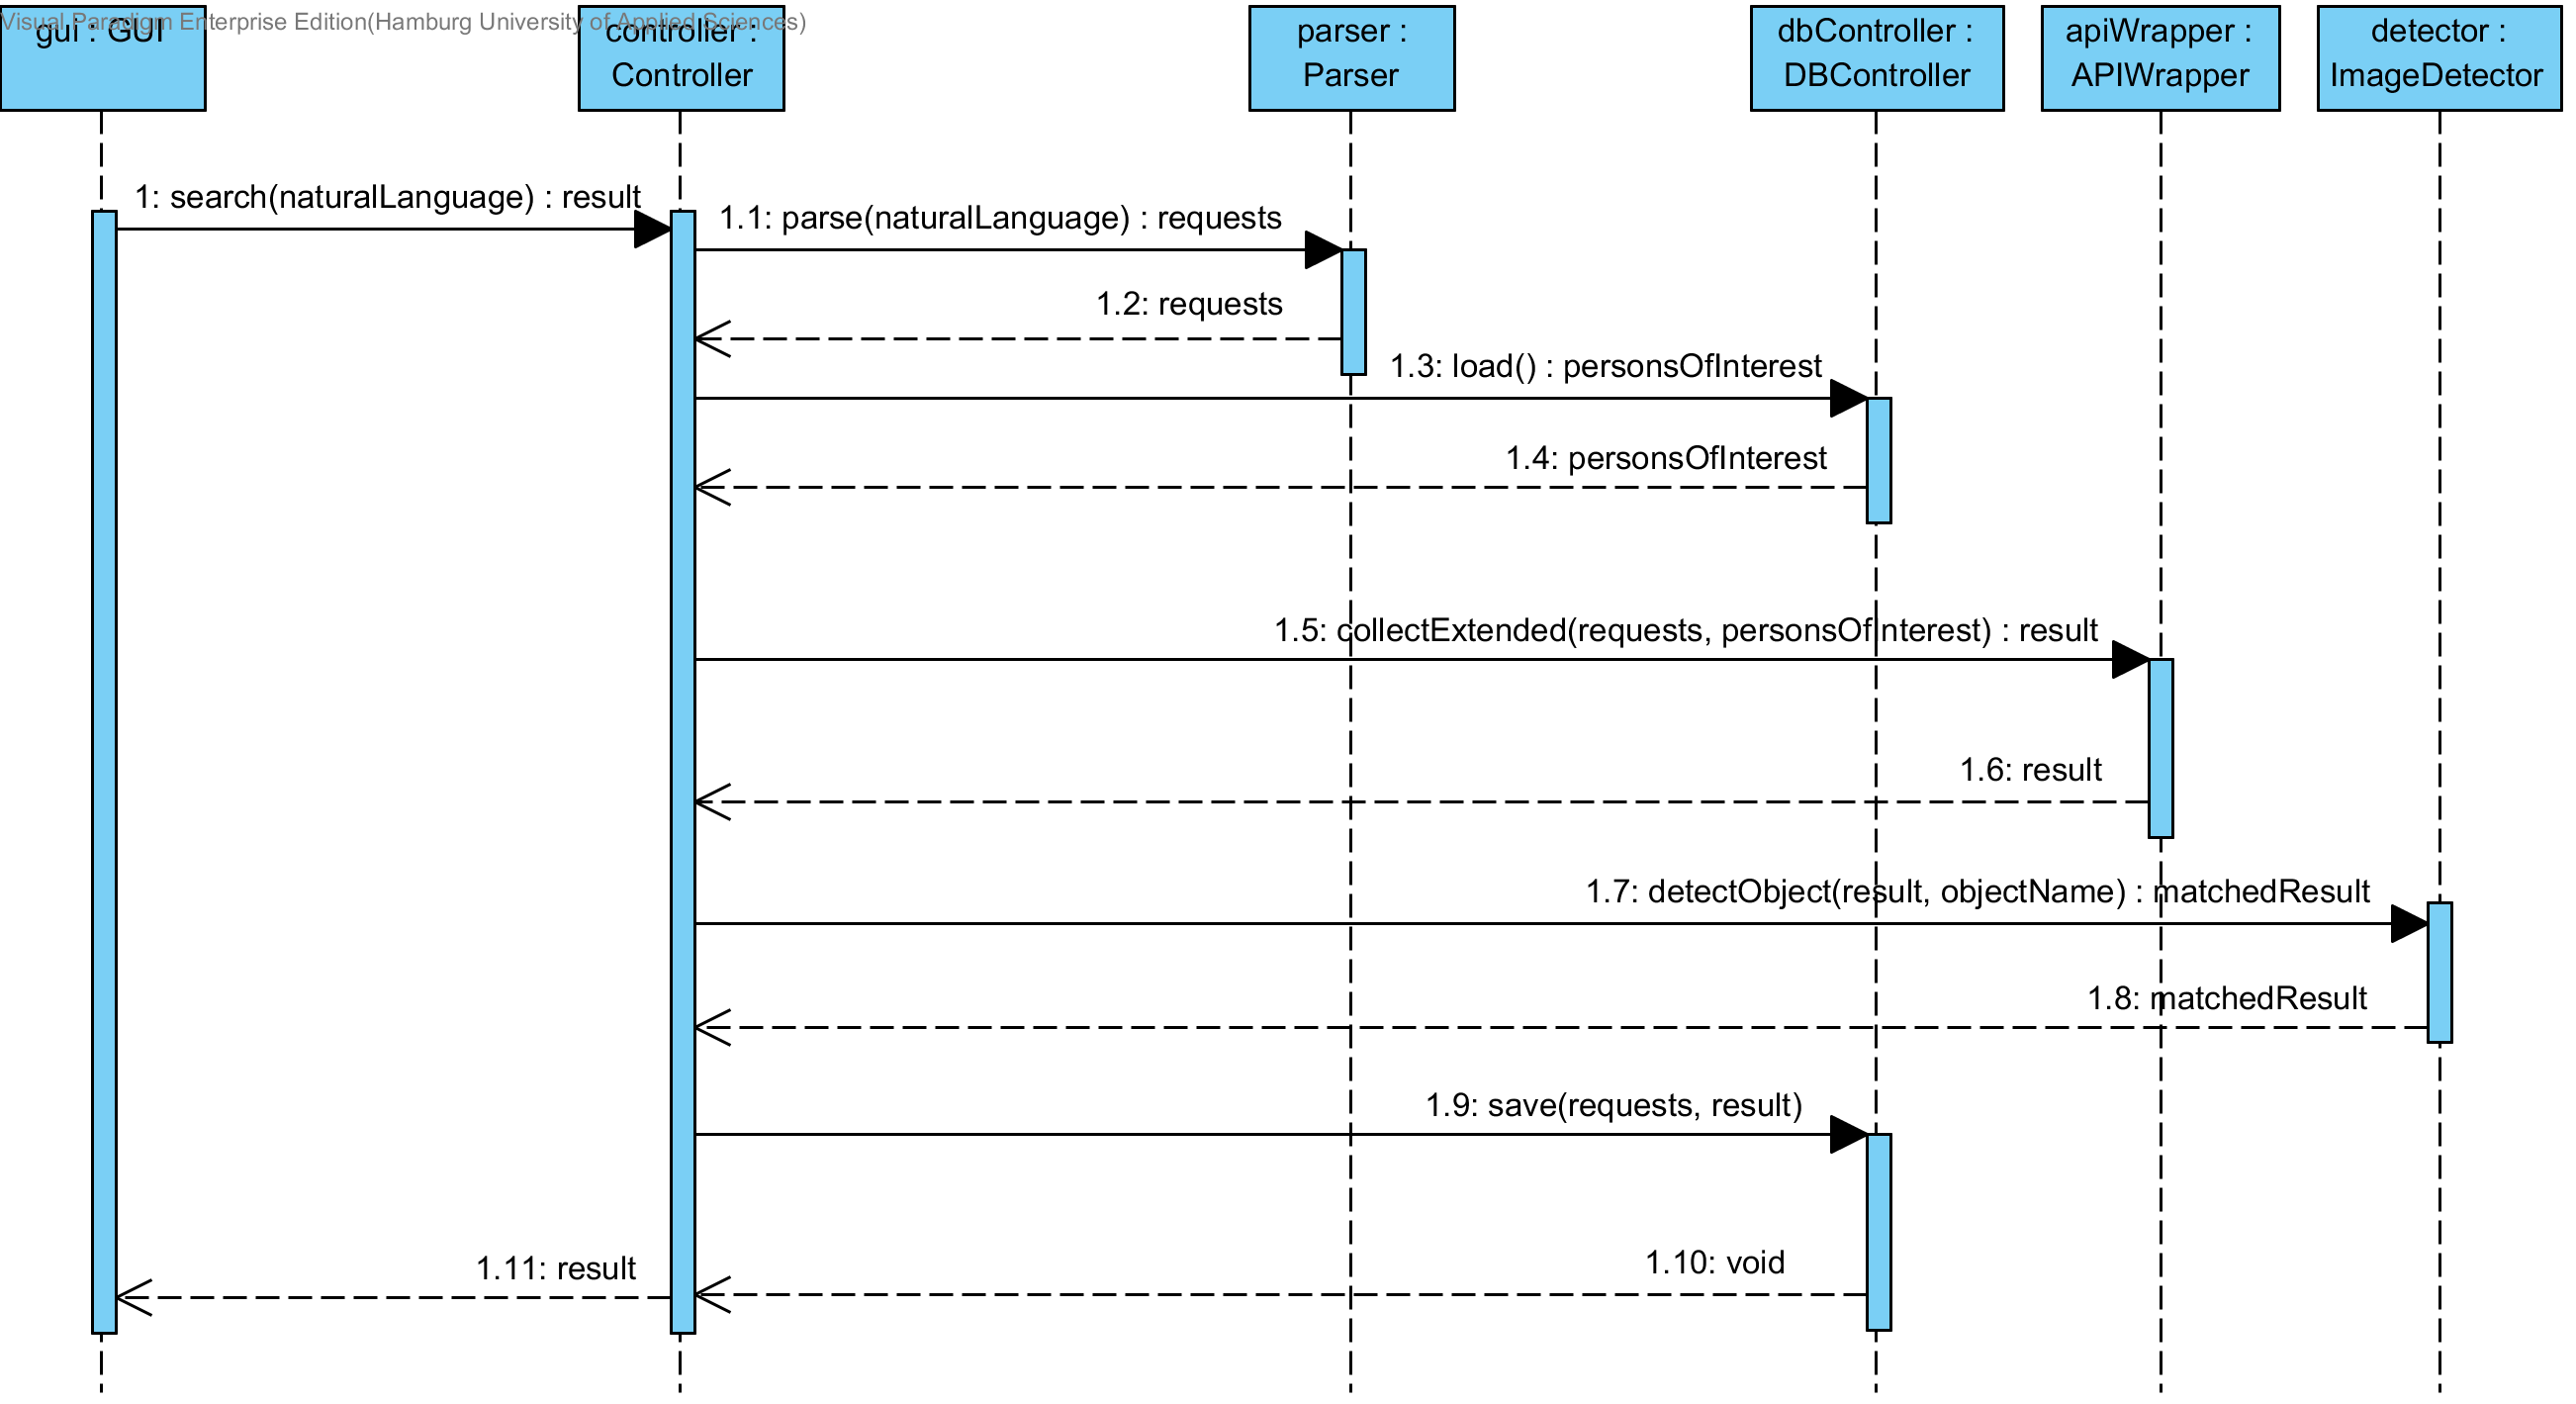 Visual Paradigm Enterprise Edition(Hamburg University of Applied Sciences)
gui : GUI
controller :
Controller
parser :
Parser
dbController :
DBController
apiWrapper :
APIWrapper
detector :
ImageDetector
1: search(naturalLanguage) : result
1.1: parse(naturalLanguage) : requests
1.2: requests
1.3: load() : personsOfInterest
1.4: personsOfInterest
1.5: collectExtended(requests, personsOfInterest) : result
1.6: result
1.7: detectObject(result, objectName) : matchedResult
1.8: matchedResult
1.9: save(requests, result)
1.10: void
1.11: result